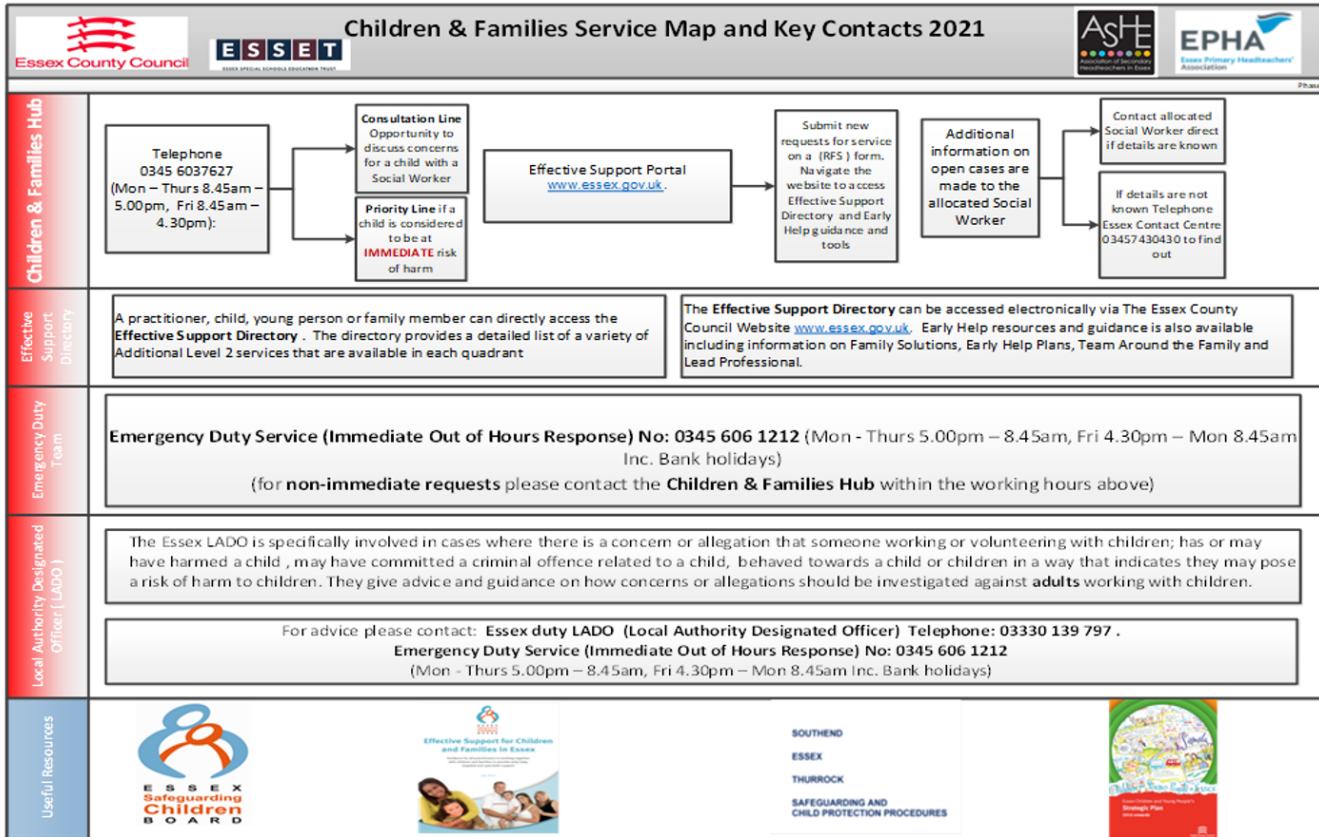 Children & Families Service Map and Key Contacts 2021
Essex County Council
ESSET
ESSEX SPECIAL SCHOOLS EDUCATION TRUST
ASHE
Association of Secondary
Headteachers in Essex
EPHA
Essex Primary Headteachers'
Association
Phase
Children & Families Hub
Telephone
0345 6037627
(Mon – Thurs 8.45am –
5.00pm, Fri 8.45am –
4.30pm):
Consultation Line
Opportunity to
discuss concerns
for a child with a
Social Worker
Priority Line if a
child is considered
to be at
IMMEDIATE risk
of harm
Effective Support Portal
www.essex.gov.uk.
Submit new
requests for service
on a (RFS ) form.
Navigate the
website to access
Effective Support
Directory and Early
Help guidance and
tools
Additional
information on
open cases are
made to the
allocated Social
Worker
Contact allocated
Social Worker direct
if details are known
If details are not
known Telephone
Essex Contact Centre
03457430430 to find
out
Effective
Support
Directory
A practitioner, child, young person or family member can directly access the
Effective Support Directory . The directory provides a detailed list of a variety of
Additional Level 2 services that are available in each quadrant
The Effective Support Directory can be accessed electronically via The Essex County
Council Website www.essex.gov.uk. Early Help resources and guidance is also available
including information on Family Solutions, Early Help Plans, Team Around the Family and
Lead Professional.
Emergency Duty
Team
Emergency Duty Service (Immediate Out of Hours Response) No: 0345 606 1212 (Mon - Thurs 5.00pm – 8.45am, Fri 4.30pm – Mon 8.45am
Inc. Bank holidays)
(for non-immediate requests please contact the Children & Families Hub within the working hours above)
Local Authority Designated
Officer ( LADO )
The Essex LADO is specifically involved in cases where there is a concern or allegation that someone working or volunteering with children; has or may
have harmed a child , may have committed a criminal offence related to a child, behaved towards a child or children in a way that indicates they may pose
a risk of harm to children. They give advice and guidance on how concerns or allegations should be investigated against adults working with children.
For advice please contact: Essex duty LADO (Local Authority Designated Officer) Telephone: 03330 139 797 .
Emergency Duty Service (Immediate Out of Hours Response) No: 0345 606 1212
(Mon - Thurs 5.00pm – 8.45am, Fri 4.30pm – Mon 8.45am Inc. Bank holidays)
Useful Resources
ESSEX
Safeguarding
Children
BOARD
Effective Support for Children
and Families in Essex
SOUTHEND
ESSEX
THURROCK
SAFEGUARDING AND
CHILD PROTECTION PROCEDURES
Essex Children and Young People's
Strategic Plan